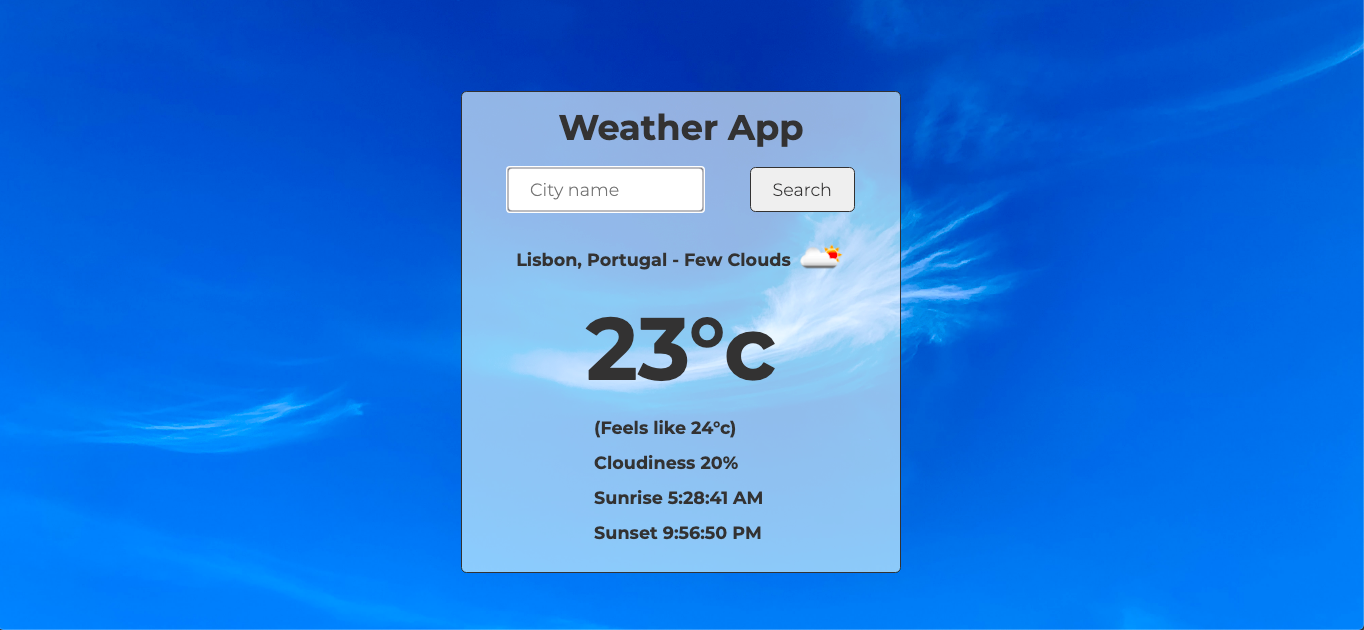 Weather App
City name
Search
Lisbon, Portugal - Few Clouds
23°c
(Feels like 24°c)
Cloudiness 20%
Sunrise 5:28:41 AM
Sunset 9:56:50 PM